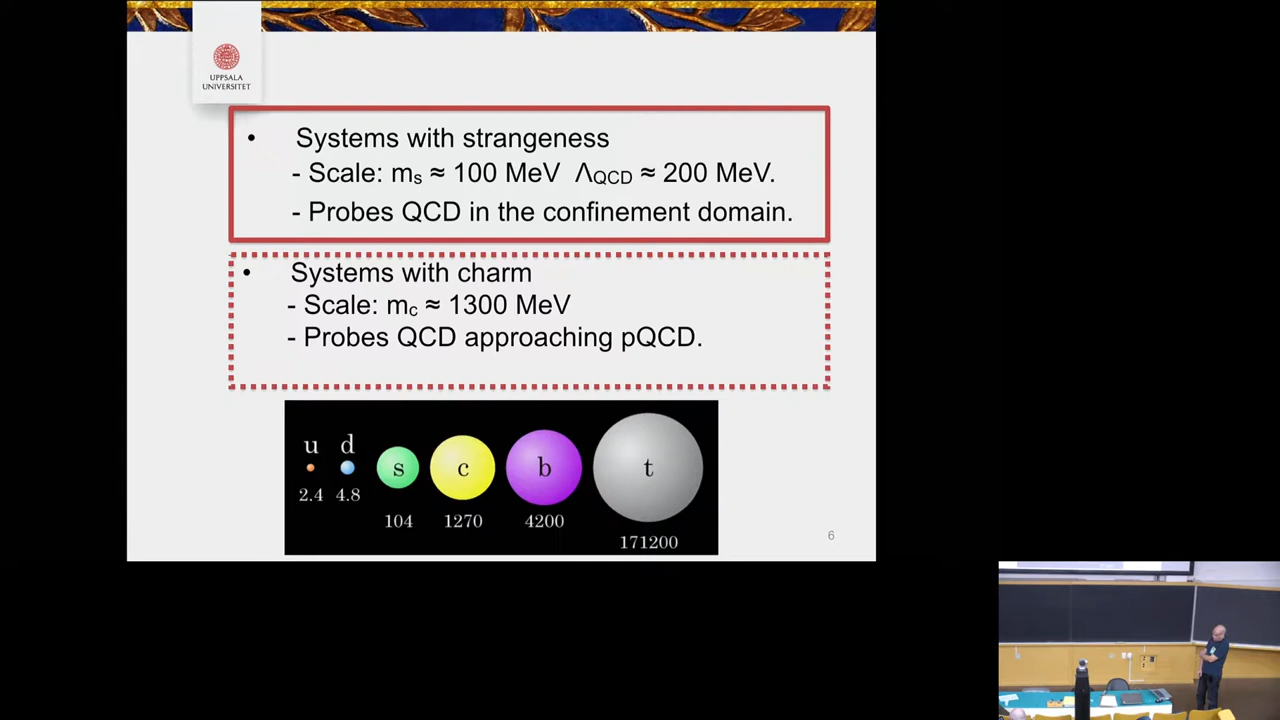 UPPSALA
UNIVERSITET
• Systems with strangeness
- Scale: ms ≈ 100 MeV ΛQCD ≈ 200 MeV.
- Probes QCD in the confinement domain.
• Systems with charm
- Scale: mc ≈ 1300 MeV
- Probes QCD approaching pQCD.
u d s c b t
2.4 4.8
104 1270 4200
171200
6